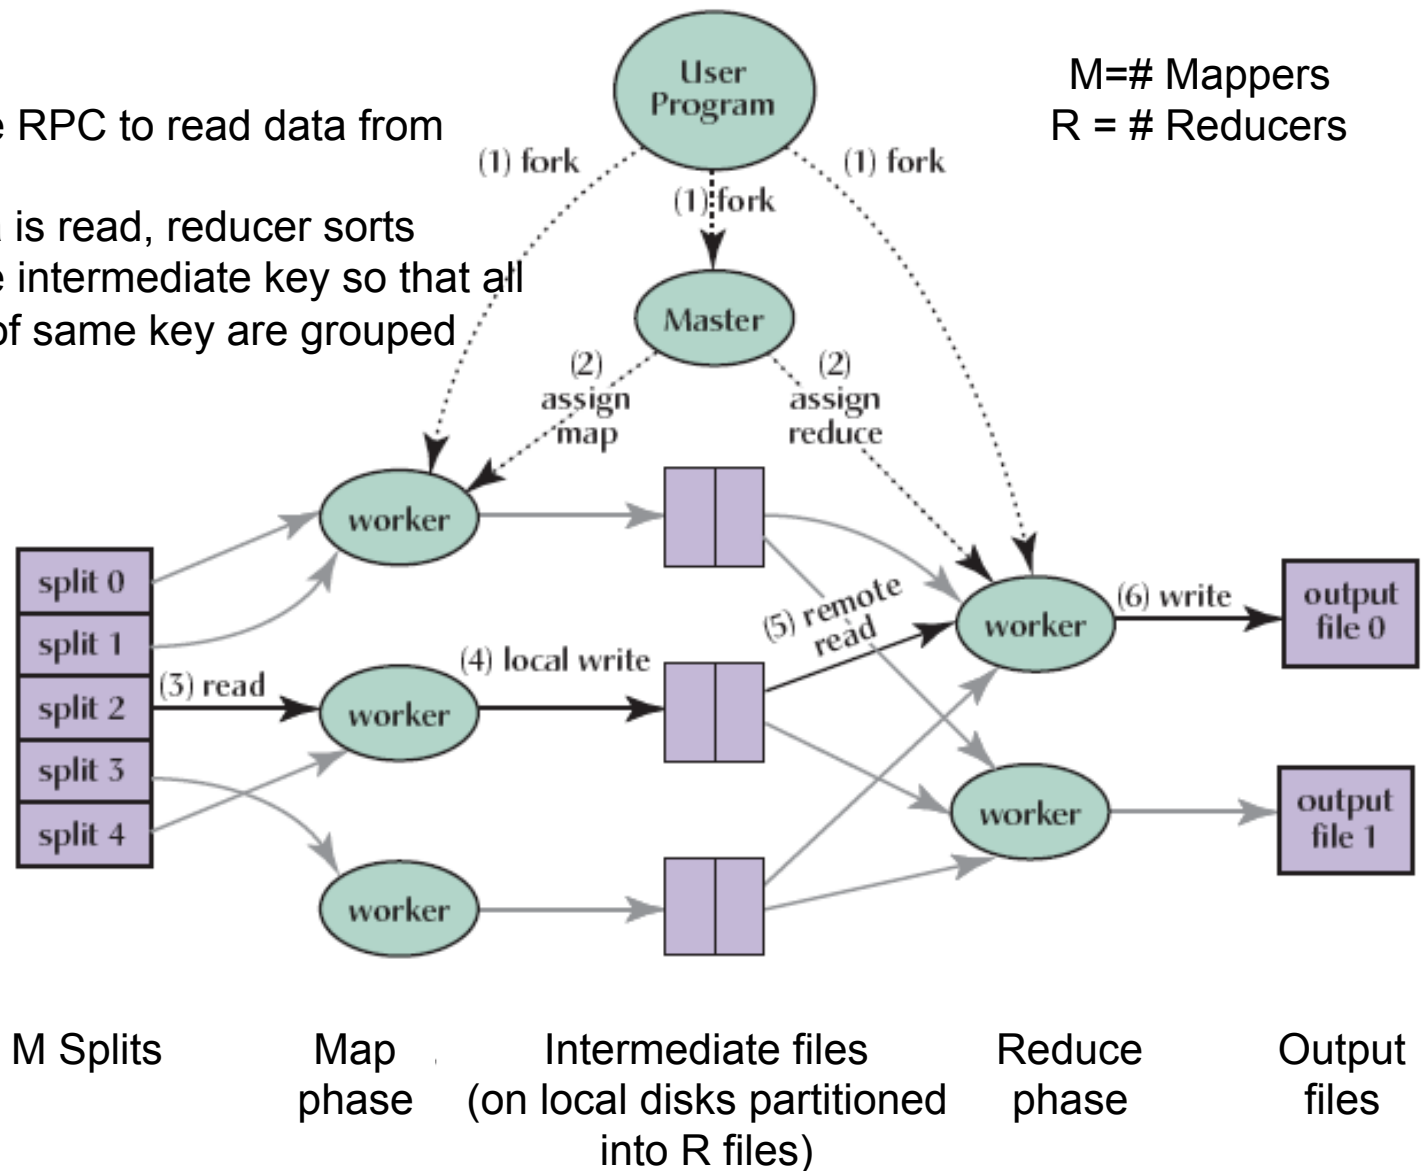 User
Program
M=# Mappers
R = # Reducers
e RPC to read data from
is read, reducer sorts
e intermediate key so that all
of same key are grouped
(1) fork
(1) fork
(1) fork
Master
(2)
assign
map
(2)
assign
reduce
worker
split 0
split 1
split 2
split 3
split 4
(3) read
worker
(4) local write
(5) remote
read
worker
(6) write
output
file 0
worker
output
file 1
worker
M Splits
Map
phase
Intermediate files
(on local disks partitioned
into R files)
Reduce
phase
Output
files